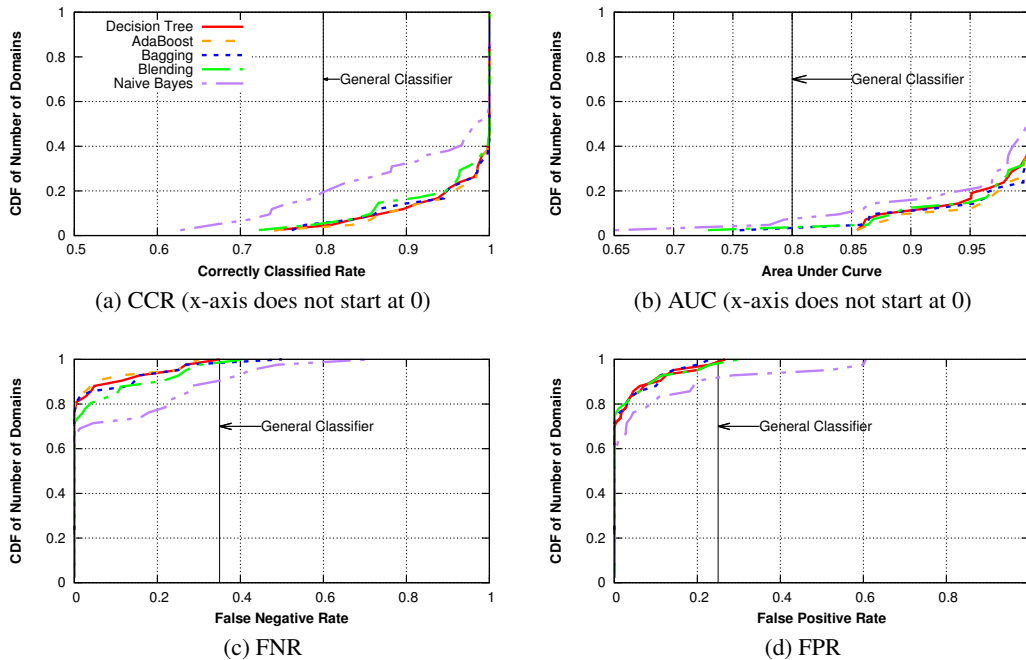 CDF of Number of Domains
1
0.8
0.6
0.4
0.2
0
Decision Tree
AdaBoost
Bagging
Blending
Naive Bayes
General Classifier
0.5 0.6 0.7 0.8 0.9 1
Correctly Classified Rate
(a) CCR (x-axis does not start at 0)
CDF of Number of Domains
1
0.8
0.6
0.4
0.2
0
General Classifier
0.65 0.7 0.75 0.8 0.85 0.9 0.95
Area Under Curve
(b) AUC (x-axis does not start at 0)
CDF of Number of Domains
1
0.8
0.6
0.4
0.2
0
General Classifier
0 0.2 0.4 0.6 0.8 1
False Negative Rate
(c) FNR
CDF of Number of Domains
1
0.8
0.6
0.4
0.2
0
General Classifier
0 0.2 0.4 0.6 0.8
False Positive Rate
(d) FPR